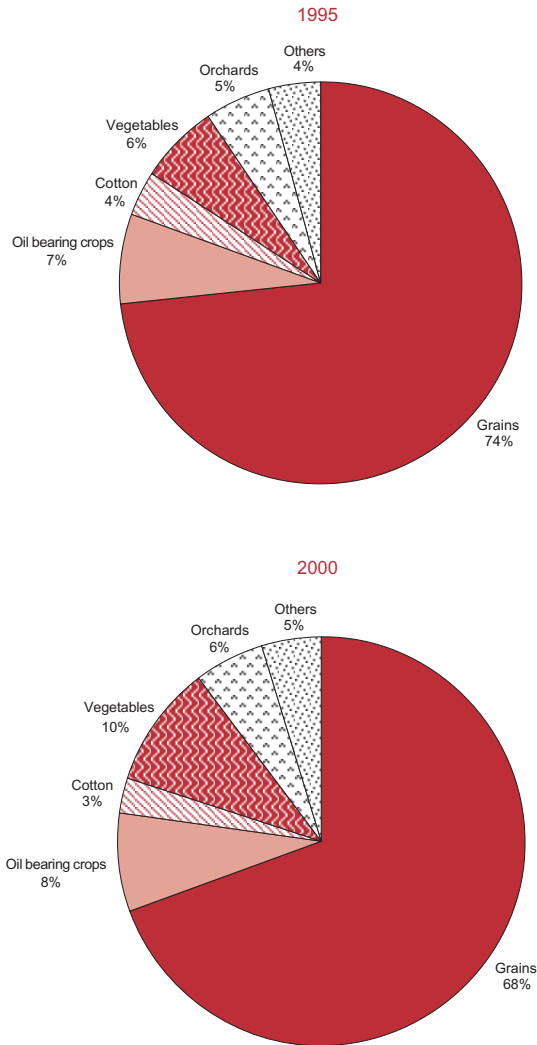 1995
Others
4%
Orchards
5%
Vegetables
6%
Cotton
4%
Oil bearing crops
7%
Grains
74%
2000
Others
5%
Orchards
6%
Vegetables
10%
Cotton
3%
Oil bearing crops
8%
Grains
68%